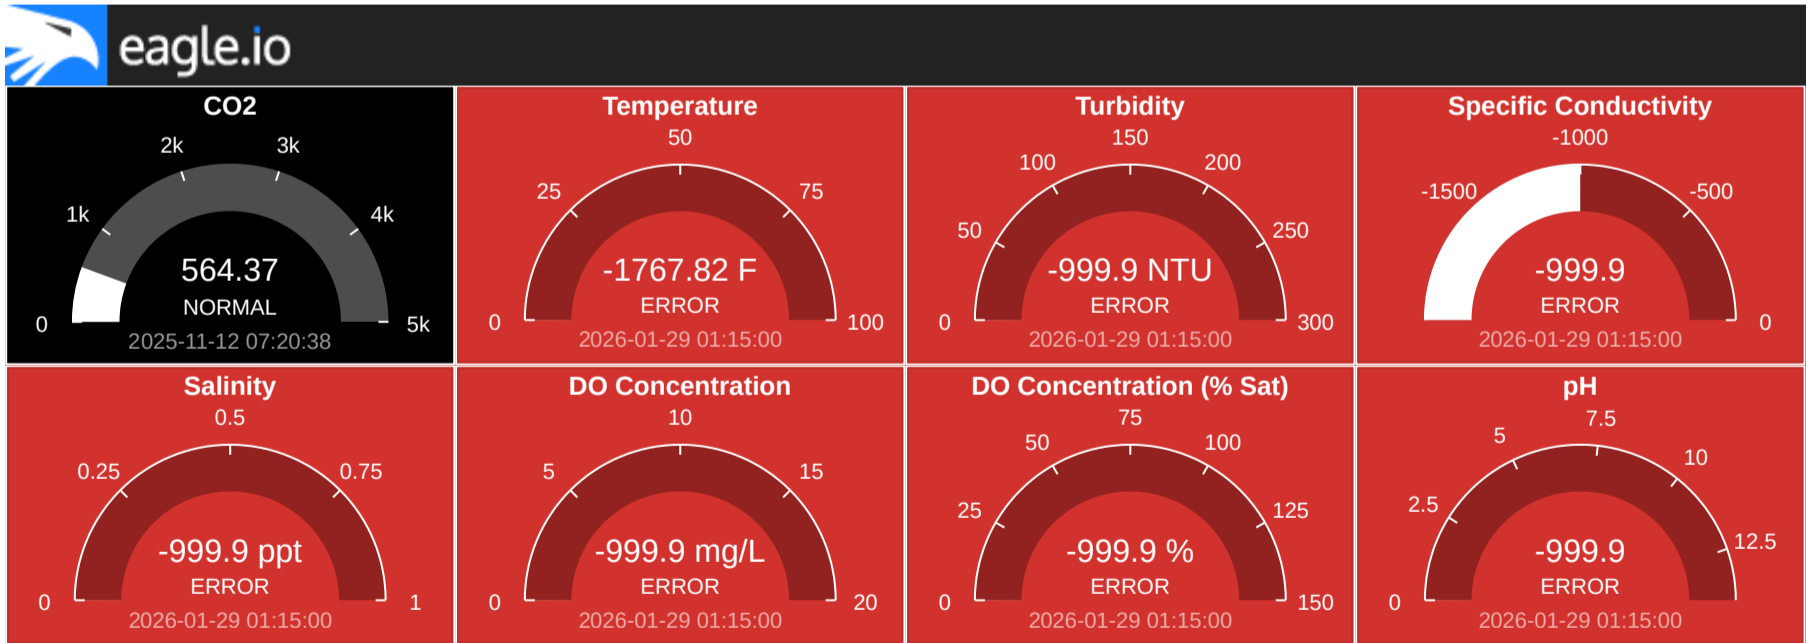 eagle.io
CO2
2k
3k
1k
4k
564.37
NORMAL
0
5k
2025-11-12 07:20:38
Temperature
50
25
75
-1767.82 F
ERROR
0
100
2026-01-29 01:15:00
Turbidity
150
100
200
50
250
-999.9 NTU
ERROR
0
300
2026-01-29 01:15:00
Specific Conductivity
-1000
-1500
-500
-999.9
ERROR
0
2026-01-29 01:15:00
Salinity
0.5
0.25
0.75
-999.9 ppt
ERROR
0
1
2026-01-29 01:15:00
DO Concentration
10
5
15
-999.9 mg/L
ERROR
0
20
2026-01-29 01:15:00
DO Concentration (% Sat)
75
50
100
25
125
-999.9 %
ERROR
0
150
2026-01-29 01:15:00
pH
7.5
5
10
2.5
12.5
-999.9
ERROR
0
2026-01-29 01:15:00